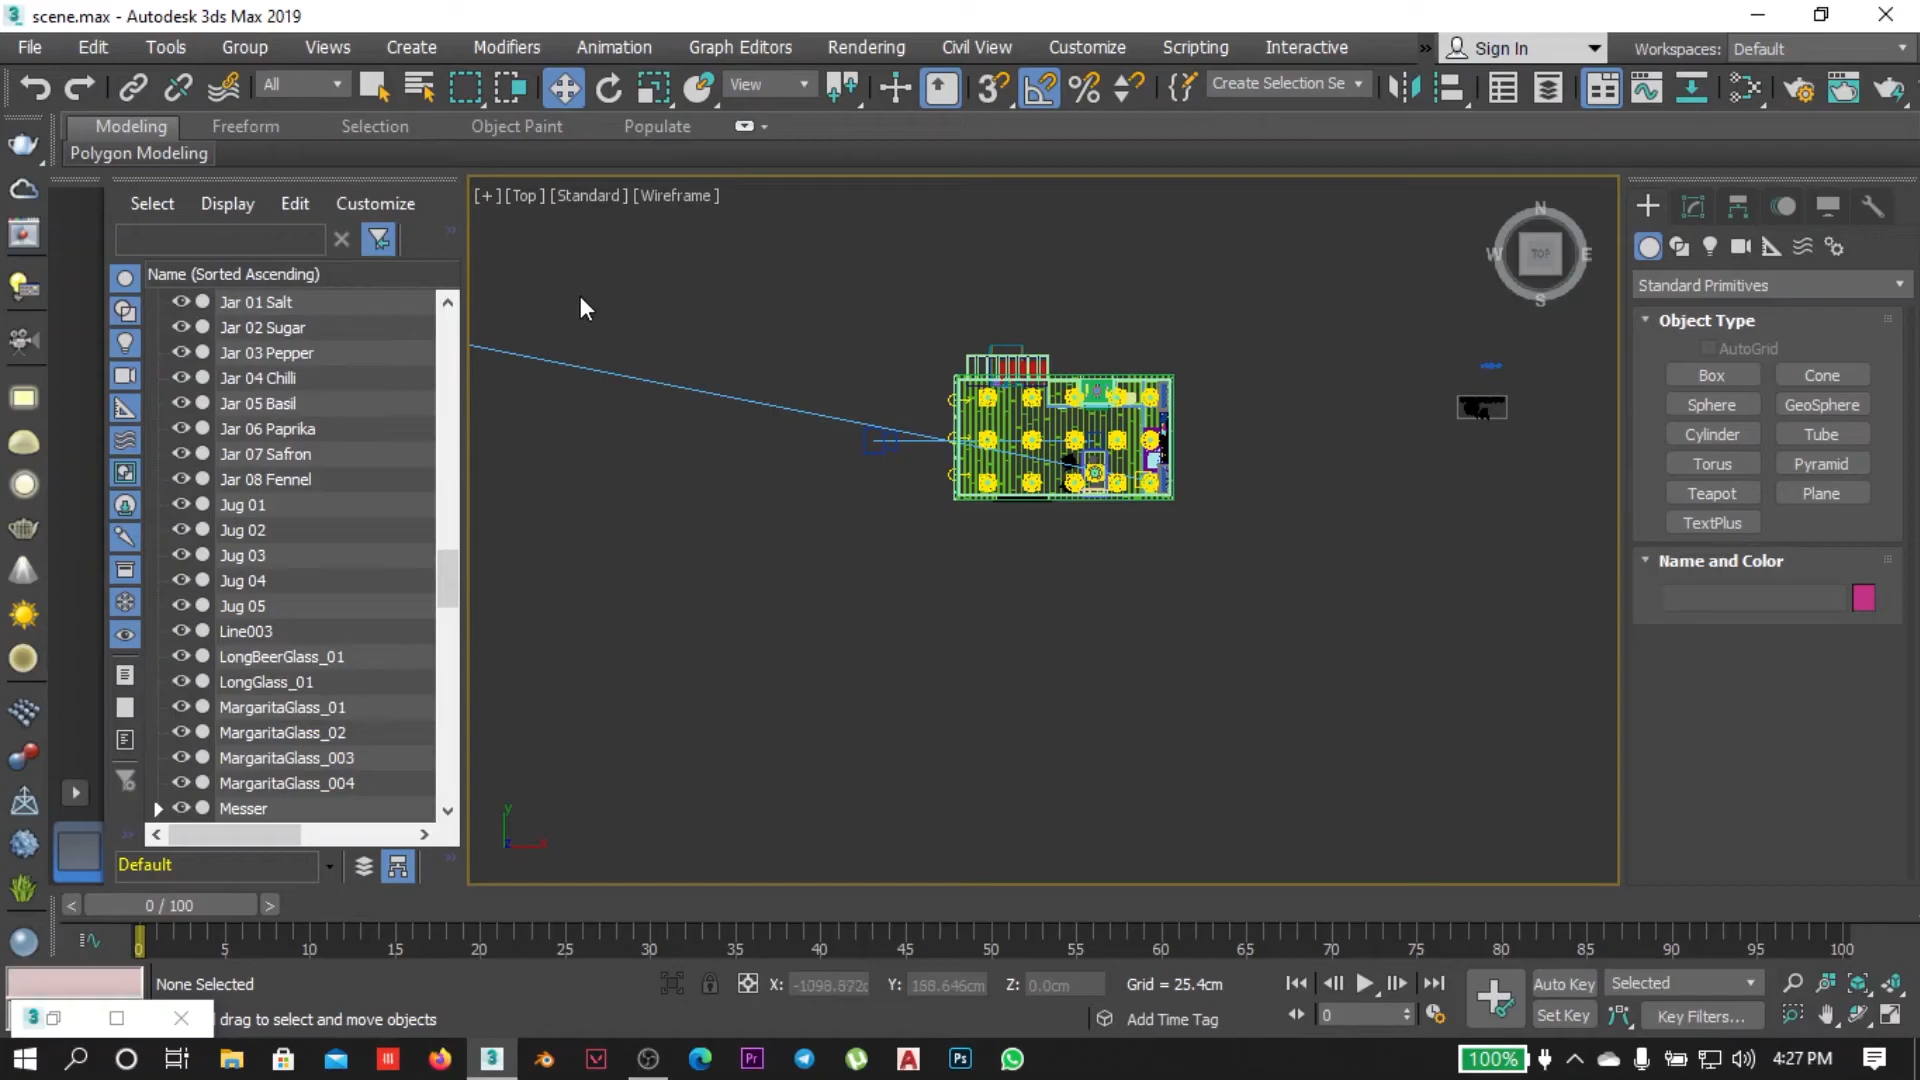 scene.max - Autodesk 3ds Max 2019
File Edit Tools Group Views Create Modifiers Animation Graph Editors Rendering Civil View Customize Scripting Interactive » Sign In Workspaces: Default
All View Create Selection Se
Modeling Freeform Selection Object Paint Populate
Polygon Modeling
Select Display Edit Customize
Name (Sorted Ascending)
Jar 01 Salt
Jar 02 Sugar
Jar 03 Pepper
Jar 04 Chilli
Jar 05 Basil
Jar 06 Paprika
Jar 07 Safron
Jar 08 Fennel
Jug 01
Jug 02
Jug 03
Jug 04
Jug 05
Line003
LongBeerGlass_01
LongGlass_01
MargaritaGlass_01
MargaritaGlass_02
MargaritaGlass_003
MargaritaGlass_004
Messer
Default
[+] [Top] [Standard] [Wireframe]
N
W TOP E
S
y
Standard Primitives
Object Type
AutoGrid
Box Cone
Sphere GeoSphere
Cylinder Tube
Torus Pyramid
Teapot Plane
TextPlus
Name and Color
< 0 / 100 >
0 5 10 15 20 25 30 35 40 45 50 55 60 65 70 75 80 85 90 95 100
None Selected X: -1098.872c Y: 168.646cm Z: 0.0cm Grid = 25.4cm Auto Key Selected
drag to select and move objects Add Time Tag 0 Set Key Key Filters...
100% 4:27 PM